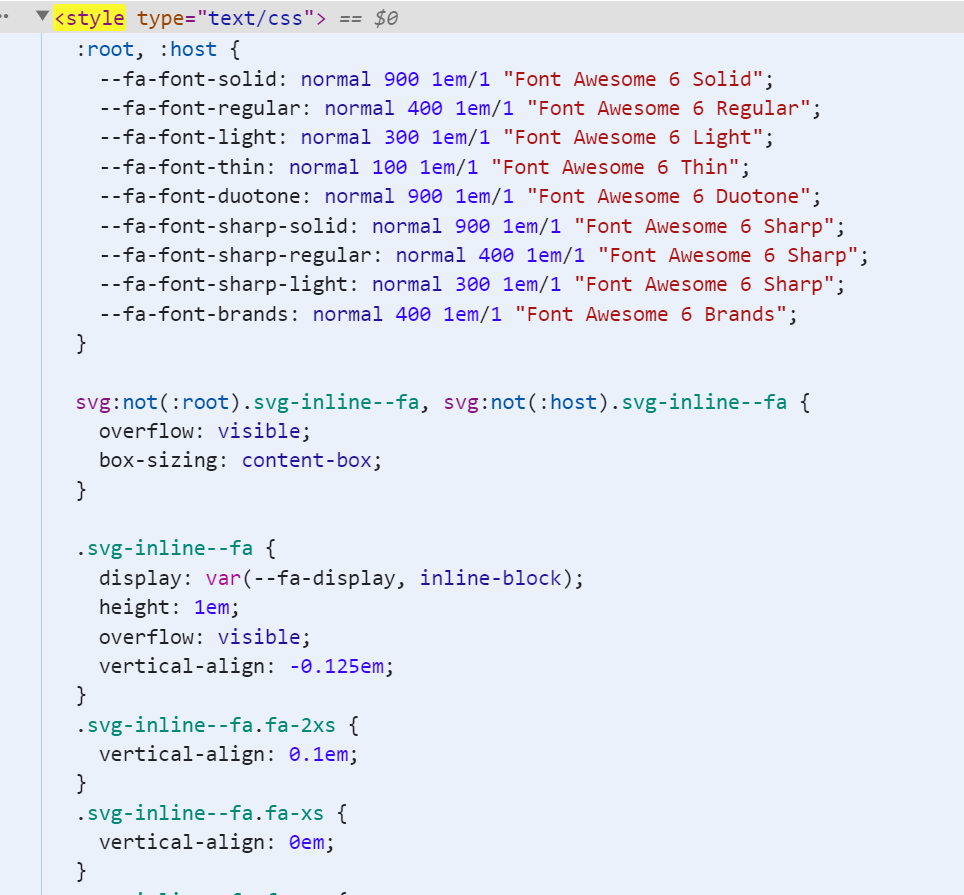 <style type="text/css"> == $0
:root, :host {
--fa-font-solid: normal 900 1em/1 "Font Awesome 6 Solid";
--fa-font-regular: normal 400 1em/1 "Font Awesome 6 Regular";
--fa-font-light: normal 300 1em/1 "Font Awesome 6 Light";
--fa-font-thin: normal 100 1em/1 "Font Awesome 6 Thin";
--fa-font-duotone: normal 900 1em/1 "Font Awesome 6 Duotone";
--fa-font-sharp-solid: normal 900 1em/1 "Font Awesome 6 Sharp";
--fa-font-sharp-regular: normal 400 1em/1 "Font Awesome 6 Sharp";
--fa-font-sharp-light: normal 300 1em/1 "Font Awesome 6 Sharp";
--fa-font-brands: normal 400 1em/1 "Font Awesome 6 Brands";
}
svg:not(:root).svg-inline--fa, svg:not(:host).svg-inline--fa {
overflow: visible;
box-sizing: content-box;
}
.svg-inline--fa {
display: var(--fa-display, inline-block);
height: 1em;
overflow: visible;
vertical-align: -0.125em;
}
.svg-inline--fa.fa-2xs {
vertical-align: 0.1em;
}
.svg-inline--fa.fa-xs {
vertical-align: 0em;
}